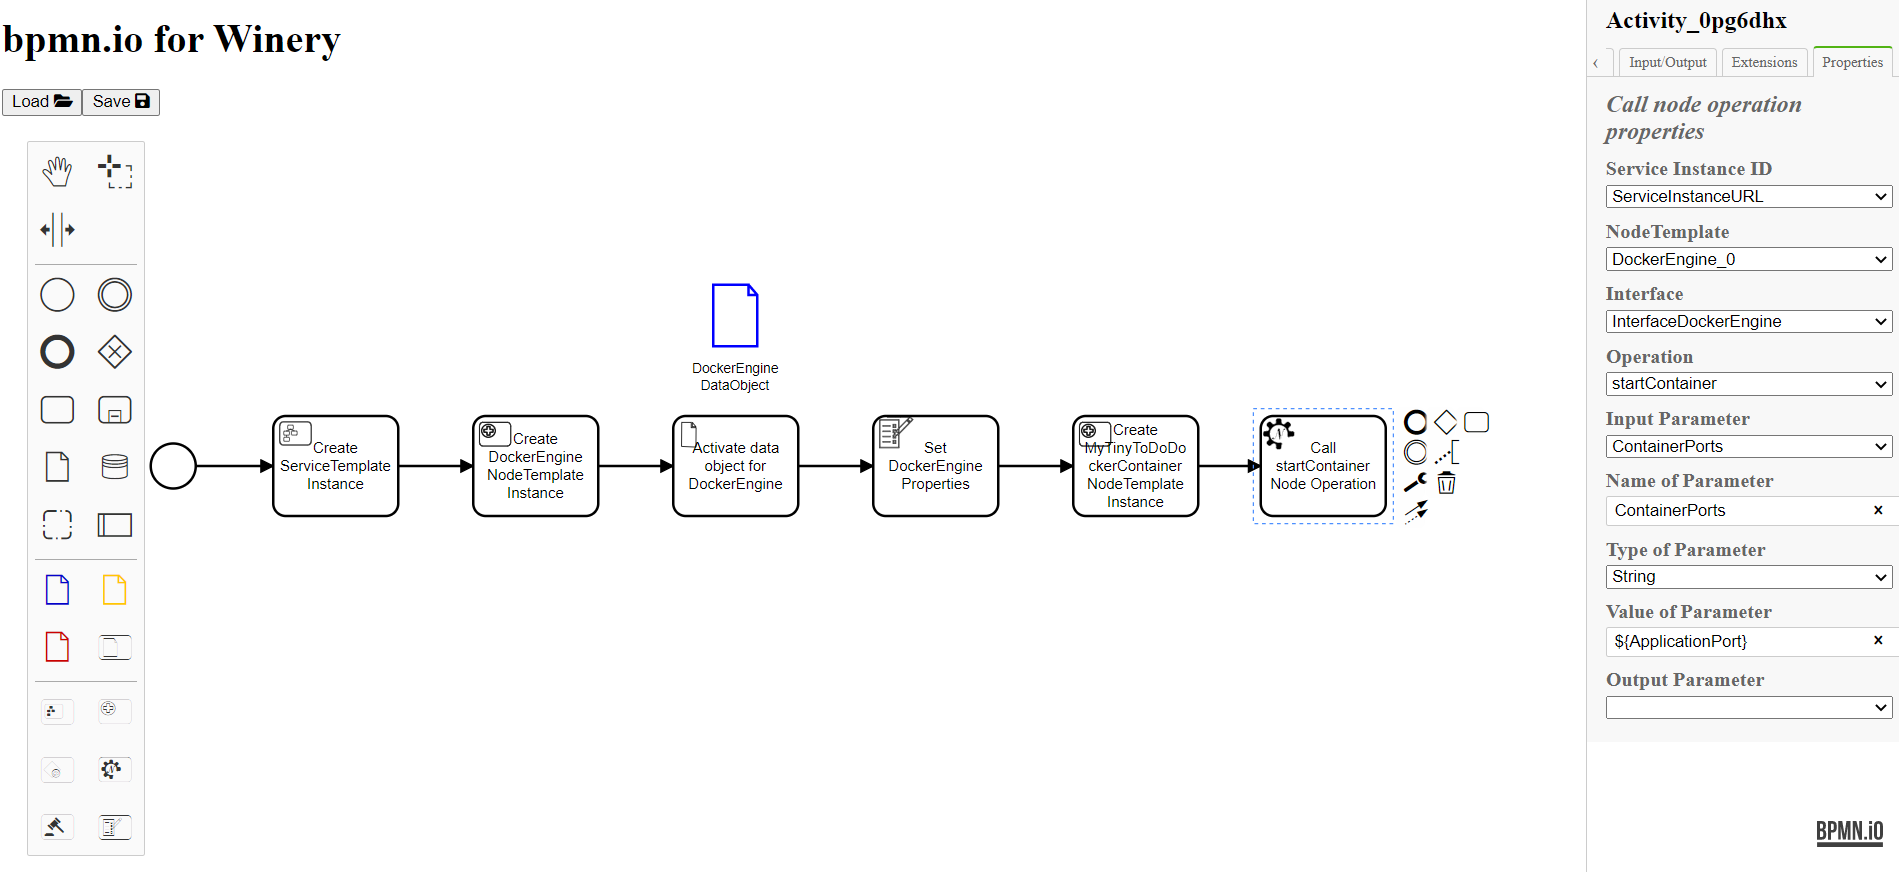 bpmn.io for Winery
Load
Save
DockerEngine
DataObject
Create
ServiceTemplate
Instance
Create
DockerEngine
NodeTemplate
Instance
Activate data
object for
DockerEngine
Set
DockerEngine
Properties
Create
MyTinyToDoDo
ckerContainer
NodeTemplate
Instance
Call
startContainer
Node Operation
Activity_0pg6dhx
Input/Output
Extensions
Properties
Call node operation
properties
Service Instance ID
ServiceInstanceURL
NodeTemplate
DockerEngine_0
Interface
InterfaceDockerEngine
Operation
startContainer
Input Parameter
ContainerPorts
Name of Parameter
ContainerPorts
Type of Parameter
String
Value of Parameter
${ApplicationPort}
Output Parameter
BPMN.iO